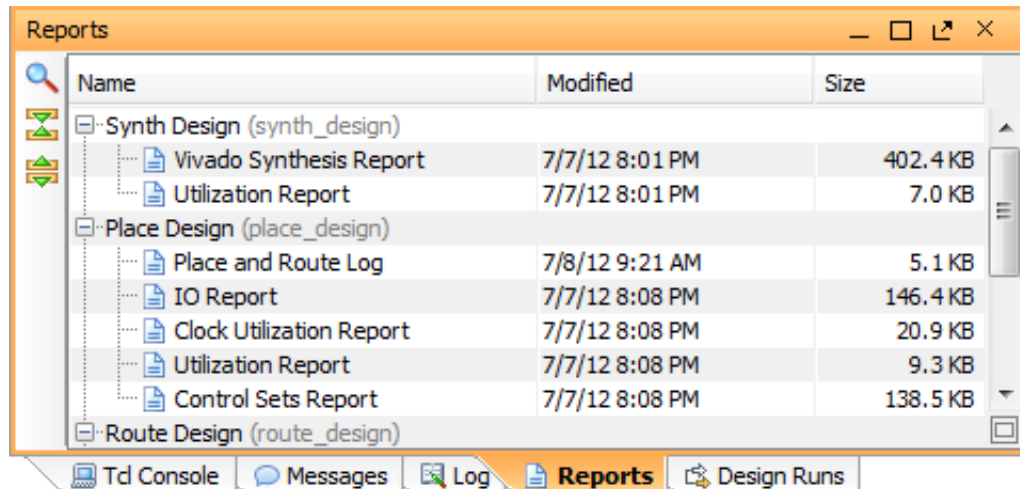 Reports
Name Modified Size
Synth Design (synth_design)
Vivado Synthesis Report 7/7/12 8:01 PM 402.4 KB
Utilization Report 7/7/12 8:01 PM 7.0 KB
Place Design (place_design)
Place and Route Log 7/8/12 9:21 AM 5.1 KB
IO Report 7/7/12 8:08 PM 146.4 KB
Clock Utilization Report 7/7/12 8:08 PM 20.9 KB
Utilization Report 7/7/12 8:08 PM 9.3 KB
Control Sets Report 7/7/12 8:08 PM 138.5 KB
Route Design (route_design)
Tcl Console Messages Log Reports Design Runs